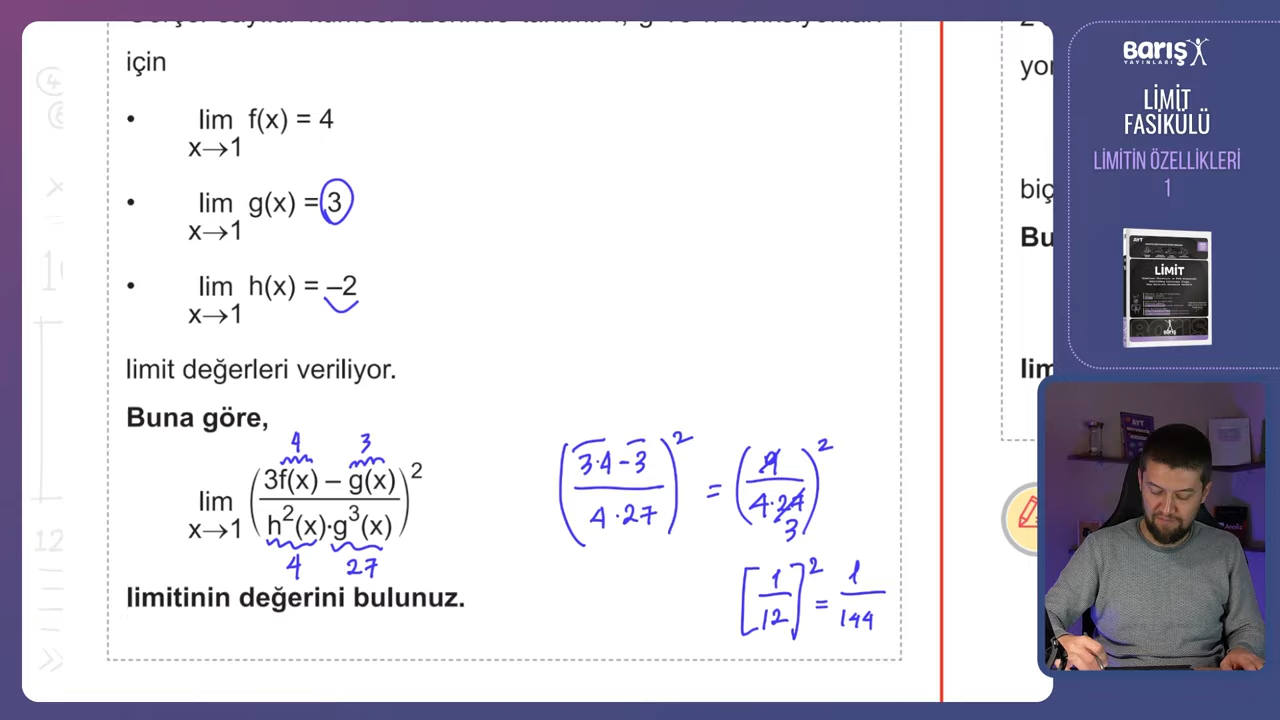 için
• lim f(x) = 4
x→1
• lim g(x) = 3
x→1
• lim h(x) = –2
x→1
limit değerleri veriliyor.
Buna göre,
4 3
lim (3f(x) – g(x) / h²(x)·g³(x))²
x→1
4 27
limitinin değerini bulunuz.
(3·4 – 3 / 4·27)² = (9 / 4·27)²
3
[1/12]² = 1/144
yor
biç
Bu
lim
BARIŞ
YAYINLARI
LİMİT
FASİKÜLÜ
LİMİTİN ÖZELLİKLERİ
1
AYT
LİMİT
BARIŞ